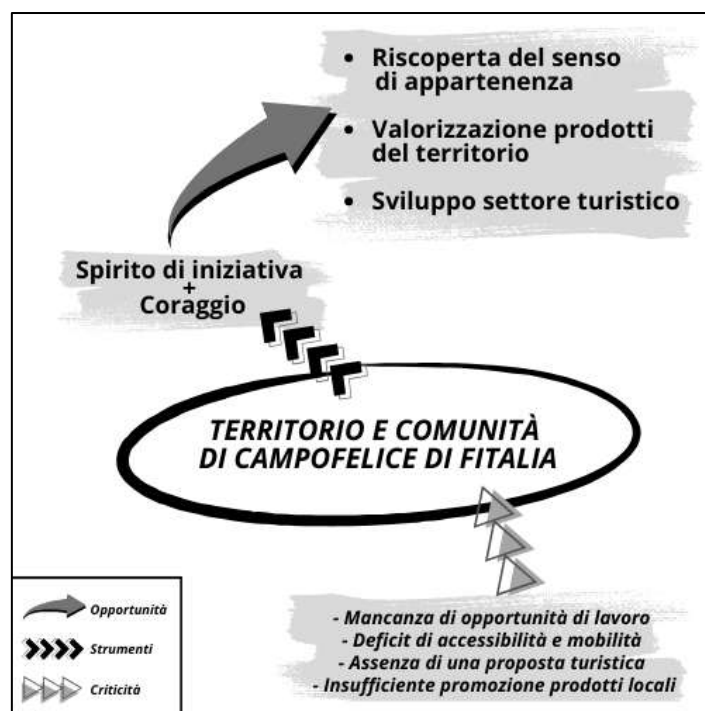 • Riscoperta del senso
di appartenenza
• Valorizzazione prodotti
del territorio
• Sviluppo settore turistico
Spirito di iniziativa
+
Coraggio
TERRITORIO E COMUNITÀ
DI CAMPOFELICE DI FITALIA
- Mancanza di opportunità di lavoro
- Deficit di accessibilità e mobilità
- Assenza di una proposta turistica
- Insufficiente promozione prodotti locali
Opportunità
Strumenti
Criticità